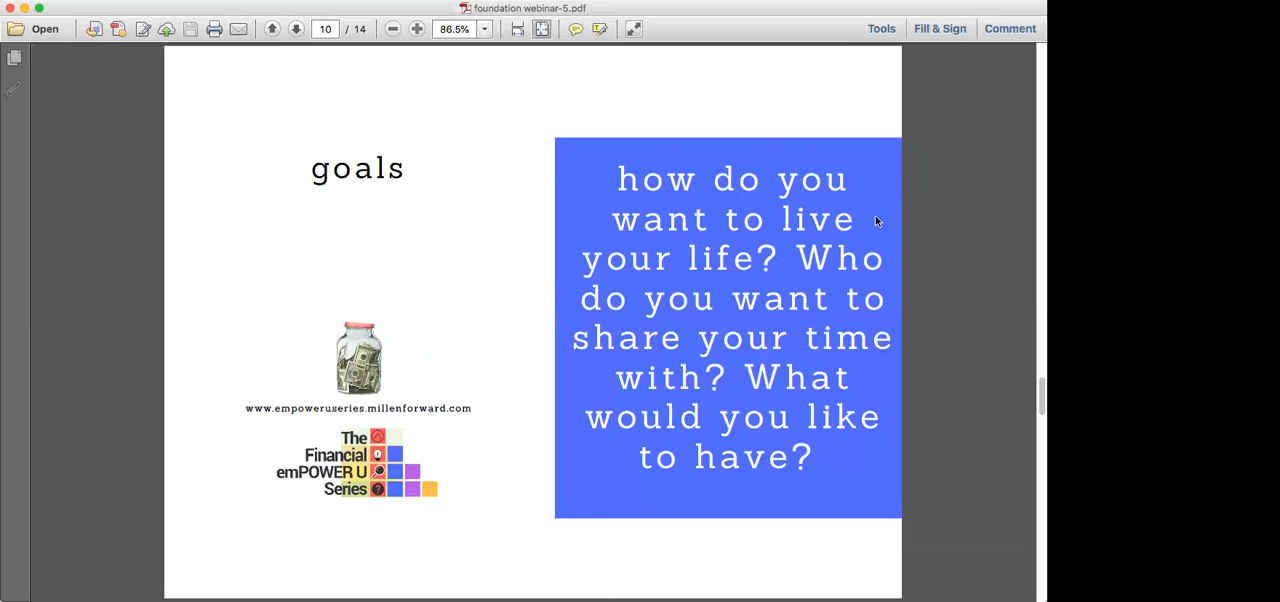 foundation webinar-5.pdf
Open
10 / 14
86.5%
Tools
Fill & Sign
Comment
goals
how do you
want to live
your life? Who
do you want to
share your time
with? What
would you like
to have?
www.empoweruseries.millenforward.com
The
Financial
emPOWER U
Series